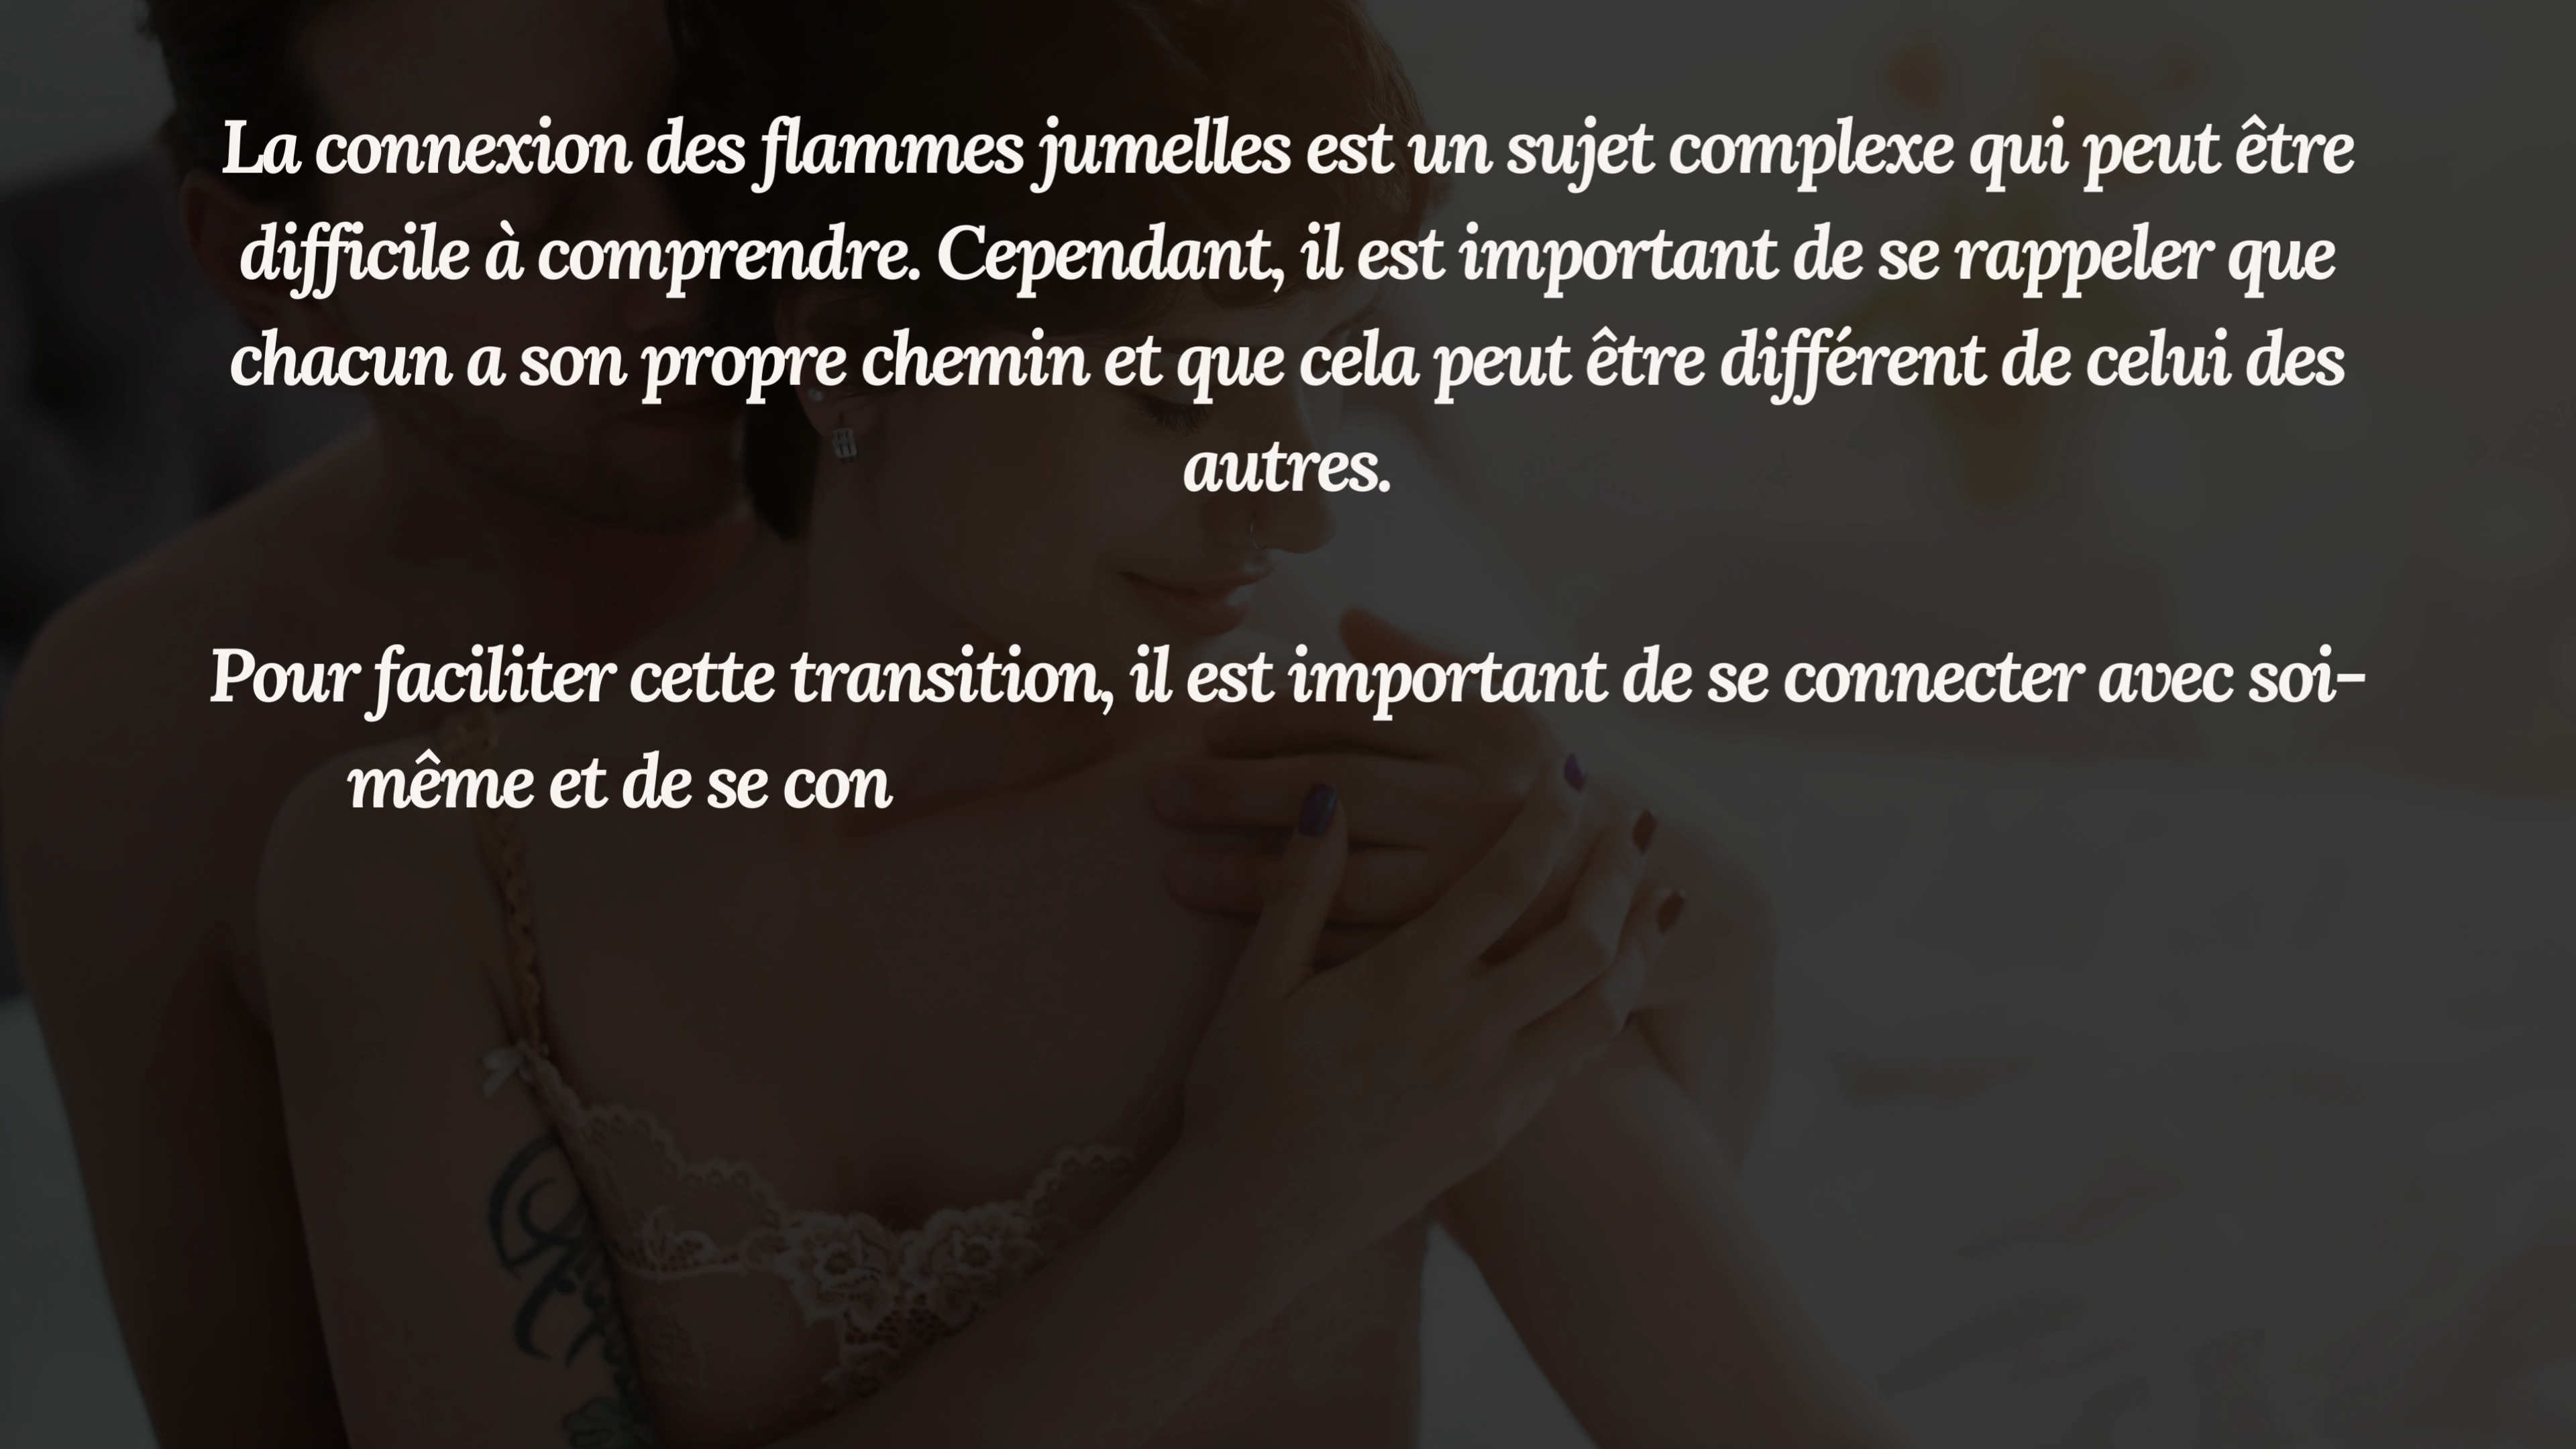 La connexion des flammes jumelles est un sujet complexe qui peut être
difficile à comprendre. Cependant, il est important de se rappeler que
chacun a son propre chemin et que cela peut être différent de celui des
autres.
Pour faciliter cette transition, il est important de se connecter avec soi-
même et de se con